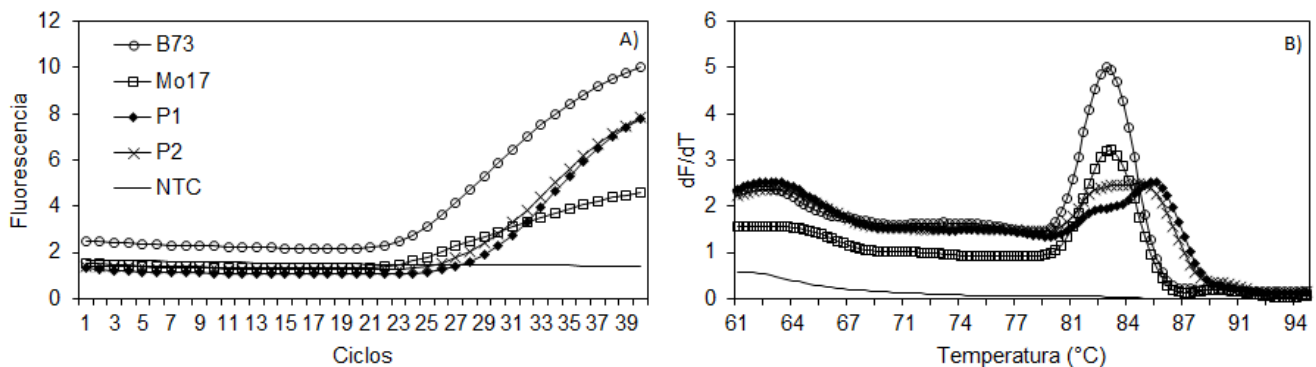 A)
Fluorescencia
12
10
8
6
4
2
0
B73
Mo17
P1
P2
NTC
1 3 5 7 9 11 13 15 17 19 21 23 25 27 29 31 33 35 37 39
Ciclos
B)
dF/dT
6
5
4
3
2
1
0
61 64 67 71 74 77 81 84 87 91 94
Temperatura (°C)